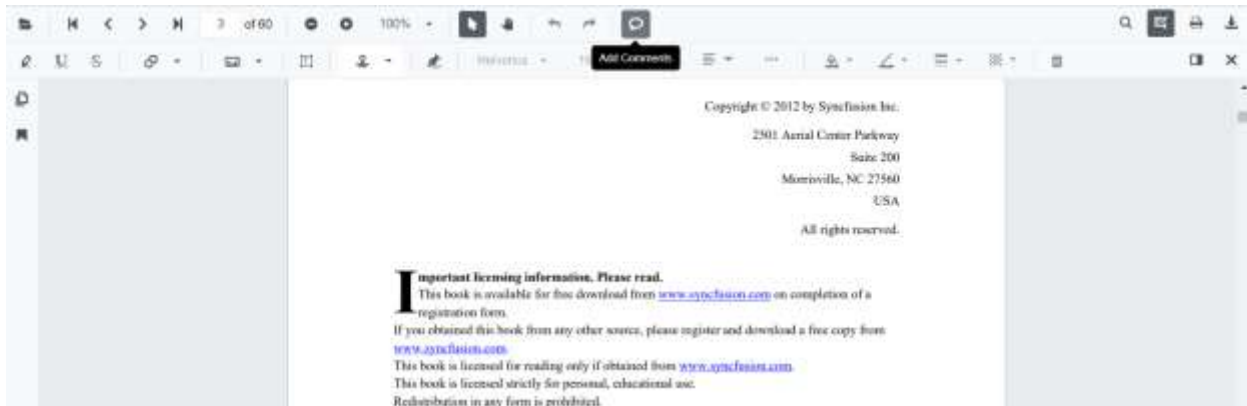 3 of 60 100%
Add Comments
U S Helvetica
Copyright © 2012 by Syncfusion Inc.
2501 Aerial Center Parkway
Suite 200
Morrisville, NC 27560
USA
All rights reserved.
Important licensing information. Please read.
This book is available for free download from www.syncfusion.com on completion of a
registration form.
If you obtained this book from any other source, please register and download a free copy from
www.syncfusion.com.
This book is licensed for reading only if obtained from www.syncfusion.com.
This book is licensed strictly for personal, educational use.
Redistribution in any form is prohibited.